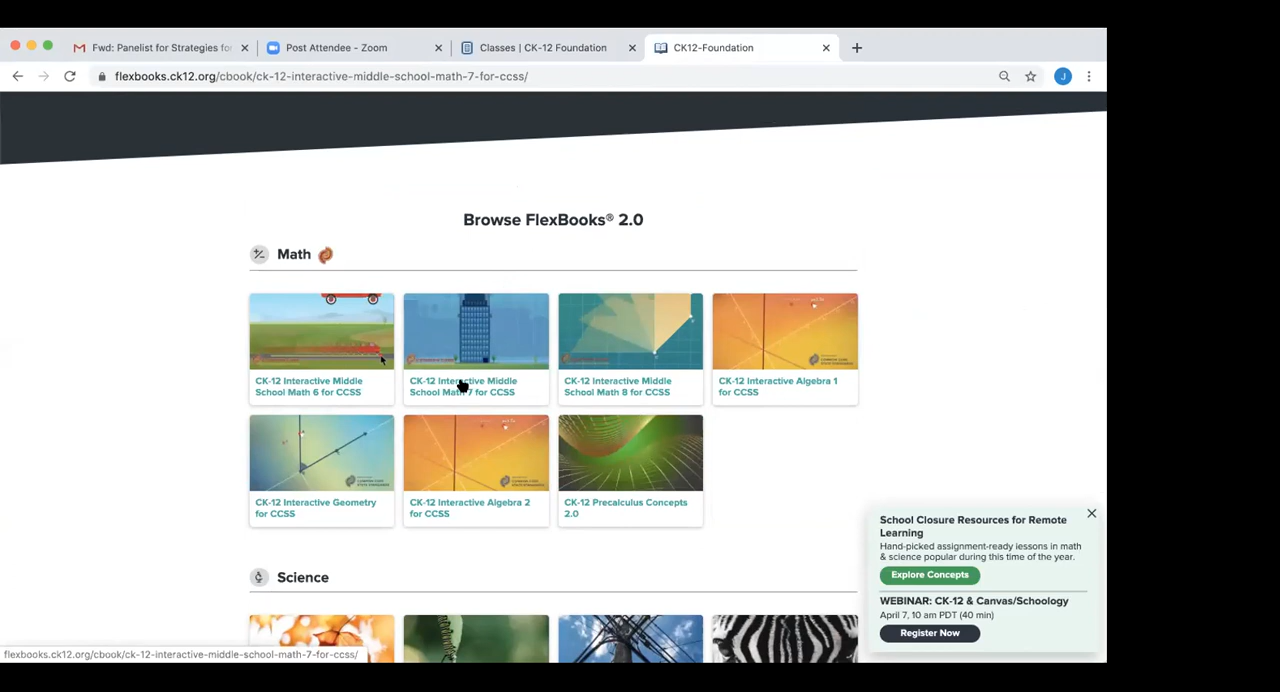 Fwd: Panelist for Strategies for
Post Attendee - Zoom
Classes | CK-12 Foundation
CK12-Foundation
flexbooks.ck12.org/cbook/ck-12-interactive-middle-school-math-7-for-ccss/
J
Browse FlexBooks® 2.0
Math
CK-12 Interactive Middle
School Math 6 for CCSS
CK-12 Interactive Middle
School Math 7 for CCSS
CK-12 Interactive Middle
School Math 8 for CCSS
CK-12 Interactive Algebra 1
for CCSS
CK-12 Interactive Geometry
for CCSS
CK-12 Interactive Algebra 2
for CCSS
CK-12 Precalculus Concepts
2.0
Science
School Closure Resources for Remote
Learning
Hand-picked assignment-ready lessons in math
& science popular during this time of the year.
Explore Concepts
WEBINAR: CK-12 & Canvas/Schoology
April 7, 10 am PDT (40 min)
Register Now
flexbooks.ck12.org/cbook/ck-12-interactive-middle-school-math-7-for-ccss/